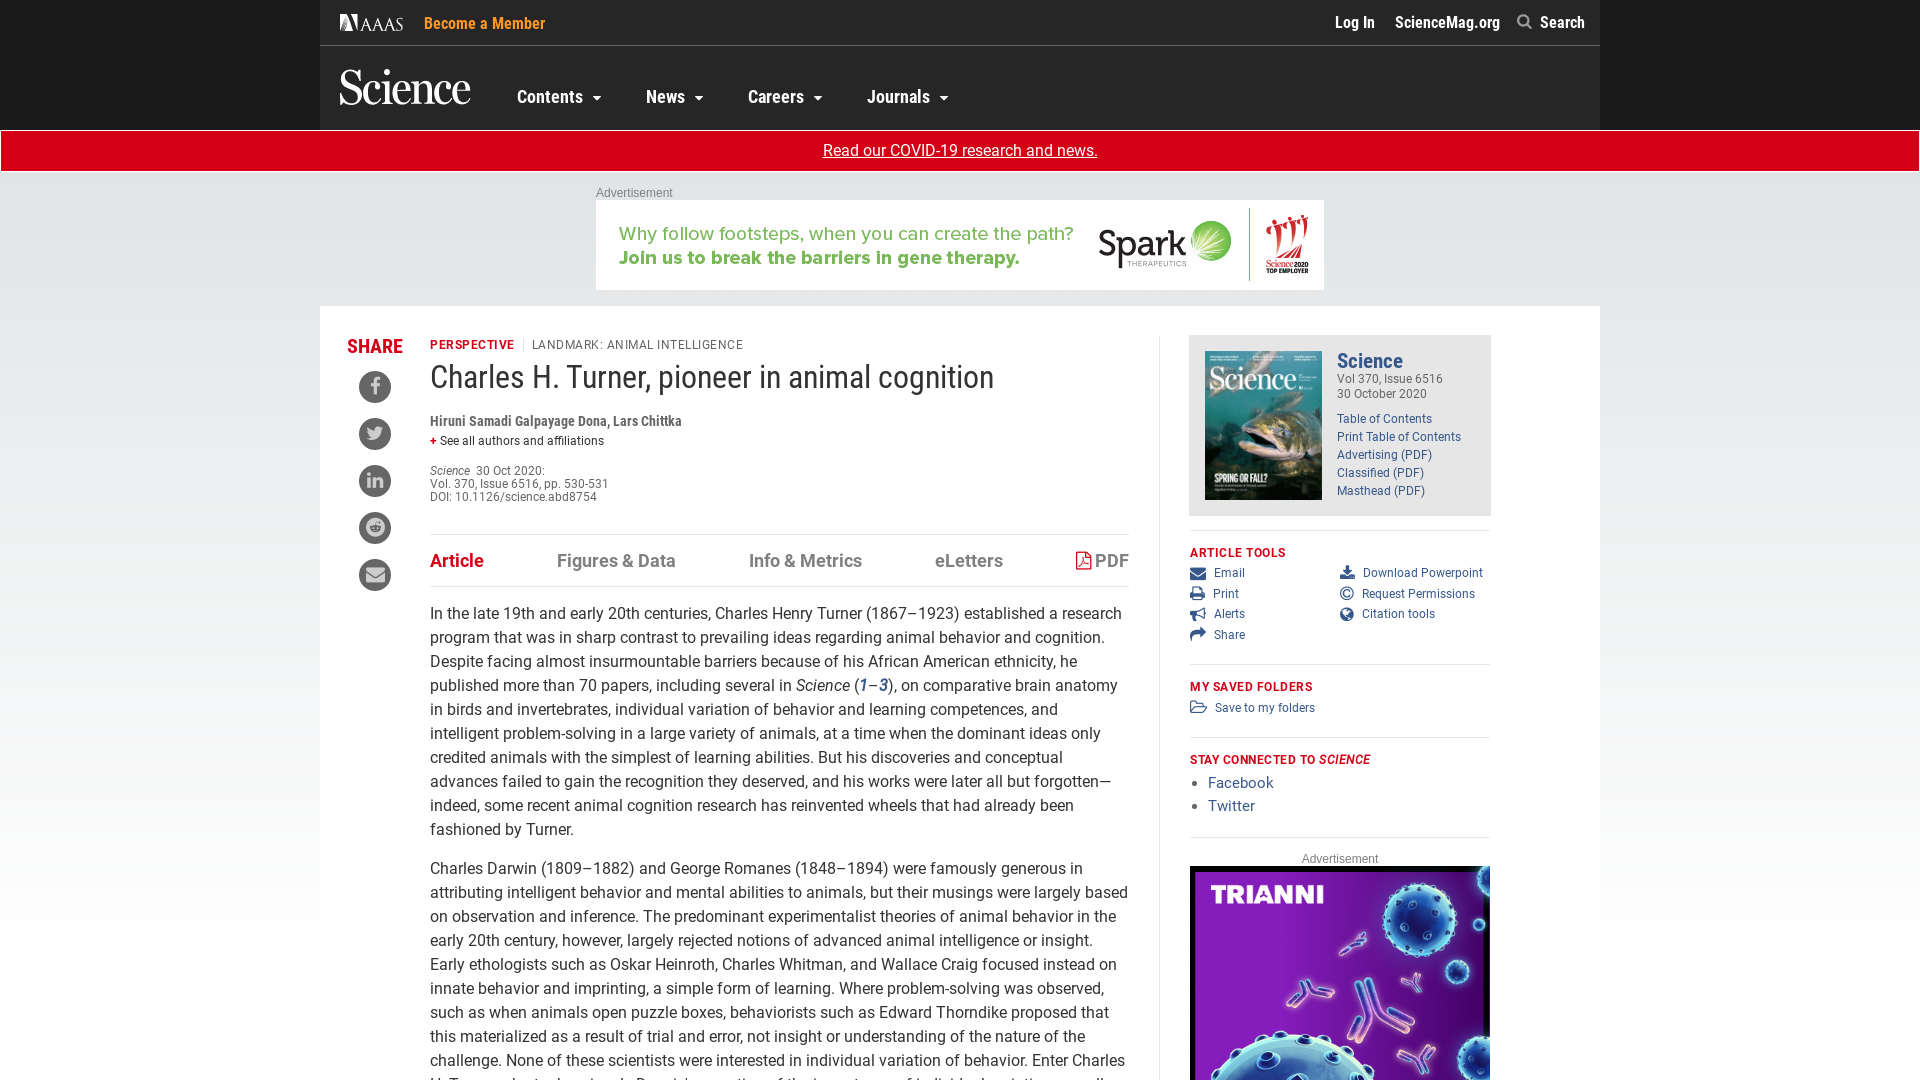 AAAS
Become a Member
Log In
ScienceMag.org
Search
Science
Contents
News
Careers
Journals
Read our COVID-19 research and news.
Advertisement
Why follow footsteps, when you can create the path?
Join us to break the barriers in gene therapy.
Spark
THERAPEUTICS
Science 2020
TOP EMPLOYER
SHARE
PERSPECTIVE
LANDMARK: ANIMAL INTELLIGENCE
Charles H. Turner, pioneer in animal cognition
Hiruni Samadi Galpayage Dona, Lars Chittka
+ See all authors and affiliations
Science 30 Oct 2020:
Vol. 370, Issue 6516, pp. 530-531
DOI: 10.1126/science.abd8754
Article
Figures & Data
Info & Metrics
eLetters
PDF
In the late 19th and early 20th centuries, Charles Henry Turner (1867–1923) established a research
program that was in sharp contrast to prevailing ideas regarding animal behavior and cognition.
Despite facing almost insurmountable barriers because of his African American ethnicity, he
published more than 70 papers, including several in Science (1–3), on comparative brain anatomy
in birds and invertebrates, individual variation of behavior and learning competences, and
intelligent problem-solving in a large variety of animals, at a time when the dominant ideas only
credited animals with the simplest of learning abilities. But his discoveries and conceptual
advances failed to gain the recognition they deserved, and his works were later all but forgotten—
indeed, some recent animal cognition research has reinvented wheels that had already been
fashioned by Turner.
Charles Darwin (1809–1882) and George Romanes (1848–1894) were famously generous in
attributing intelligent behavior and mental abilities to animals, but their musings were largely based
on observation and inference. The predominant experimentalist theories of animal behavior in the
early 20th century, however, largely rejected notions of advanced animal intelligence or insight.
Early ethologists such as Oskar Heinroth, Charles Whitman, and Wallace Craig focused instead on
innate behavior and imprinting, a simple form of learning. Where problem-solving was observed,
such as when animals open puzzle boxes, behaviorists such as Edward Thorndike proposed that
this materialized as a result of trial and error, not insight or understanding of the nature of the
challenge. None of these scientists were interested in individual variation of behavior. Enter Charles
Science
SPRING OR FALL?
Science
Vol 370, Issue 6516
30 October 2020
Table of Contents
Print Table of Contents
Advertising (PDF)
Classified (PDF)
Masthead (PDF)
ARTICLE TOOLS
Email
Download Powerpoint
Print
Request Permissions
Alerts
Citation tools
Share
MY SAVED FOLDERS
Save to my folders
STAY CONNECTED TO SCIENCE
Facebook
Twitter
Advertisement
TRIANNI